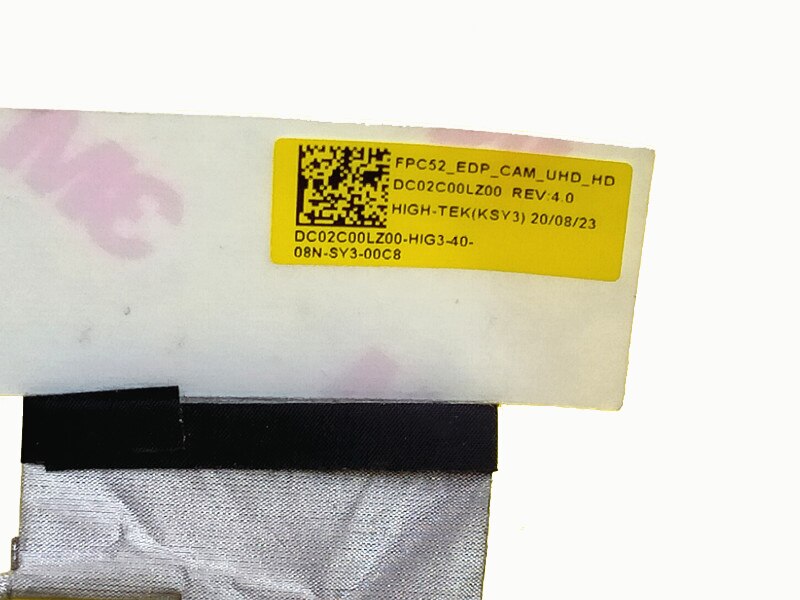 FPC52_EDP_CAM_UHD_HD
DC02C00LZ00 REV:4.0
HIGH-TEK(KSY3) 20/08/23
DC02C00LZ00-HIG3-40-
08N-SY3-00C8